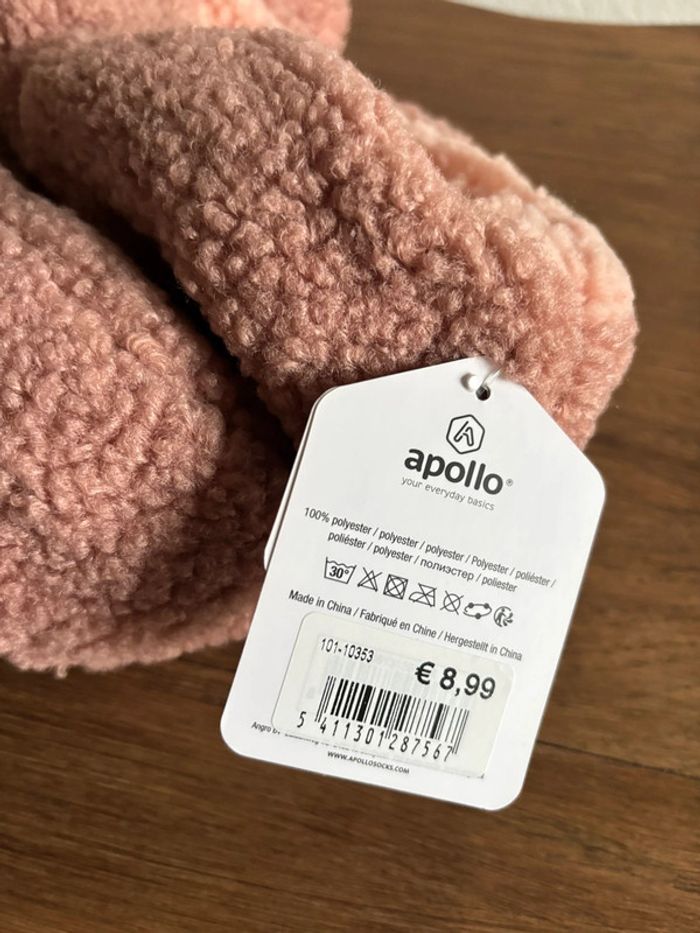 apollo®
your everyday basics
100% polyester / polyester / polyester / Polyester / poliéster /
poliéster / polyester / полиэстер / poliester
30°
Made in China / Fabriqué en Chine / Hergestellt in China
101-10353
€ 8,99
5 411301 287567
Angro
WWW.APOLLOSOCKS.COM